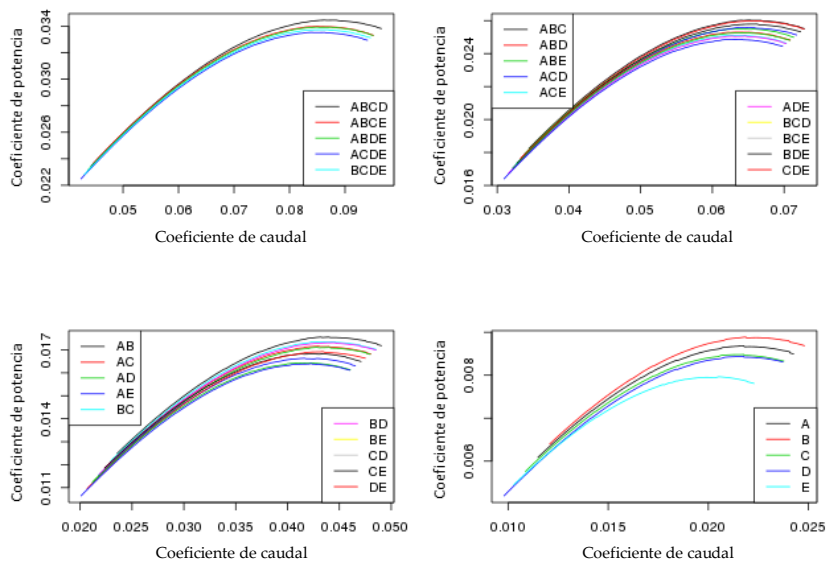 Coeficiente de potencia
0.022 0.026 0.030 0.034
ABCD
ABCE
ABDE
ACDE
BCDE
0.05 0.06 0.07 0.08 0.09
Coeficiente de caudal
Coeficiente de potencia
0.016 0.020 0.024
ABC
ABD
ABE
ACD
ACE
ADE
BCD
BCE
BDE
CDE
0.03 0.04 0.05 0.06 0.07
Coeficiente de caudal
Coeficiente de potencia
0.011 0.014 0.017
AB
AC
AD
AE
BC
BD
BE
CD
CE
DE
0.020 0.025 0.030 0.035 0.040 0.045 0.050
Coeficiente de caudal
Coeficiente de potencia
0.006 0.008
A
B
C
D
E
0.010 0.015 0.020 0.025
Coeficiente de caudal